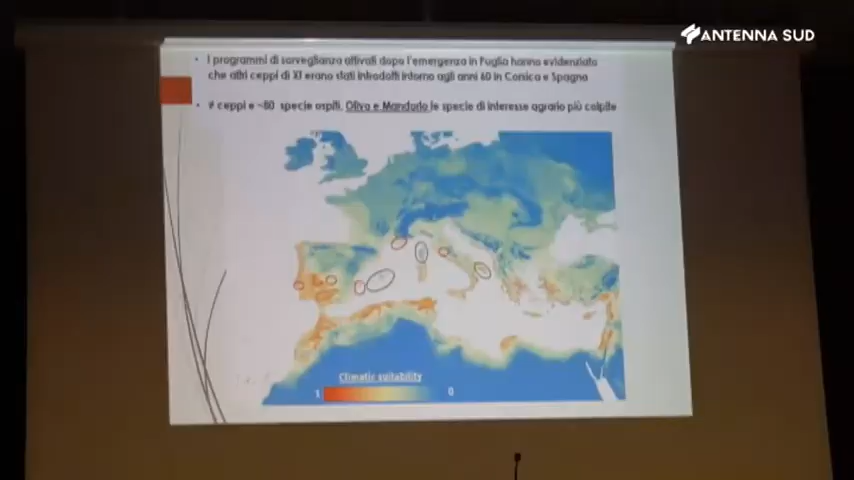 ANTENNA SUD
• I programmi di sorveglianza attivati dopo l'emergenza in Puglia hanno evidenziato
che altri ceppi di Xf erano stati introdotti intorno agli anni 60 in Corsica e Spagna
• ≠ ceppi e ~80 specie ospiti. Olivo e Mandorlo le specie di interesse agrario più colpite
Climatic suitability
1 0